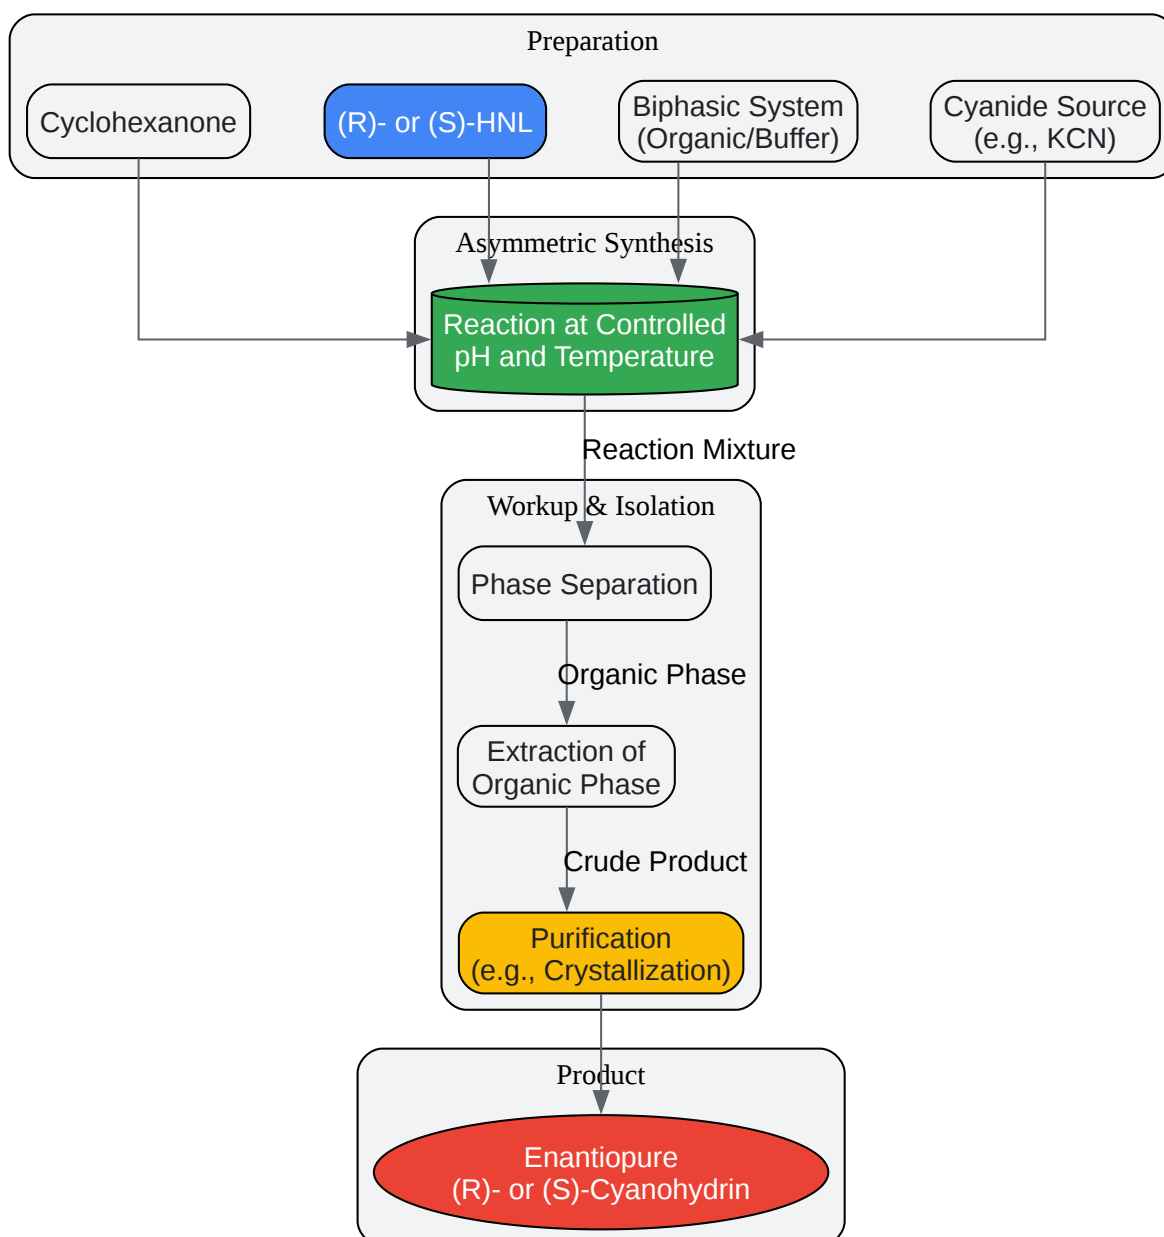 Preparation
Cyclohexanone
(R)- or (S)-HNL
Biphasic System
(Organic/Buffer)
Cyanide Source
(e.g., KCN)
Asymmetric Synthesis
Reaction at Controlled
pH and Temperature
Reaction Mixture
Workup & Isolation
Phase Separation
Organic Phase
Extraction of
Organic Phase
Crude Product
Purification
(e.g., Crystallization)
Product
Enantiopure
(R)- or (S)-Cyanohydrin